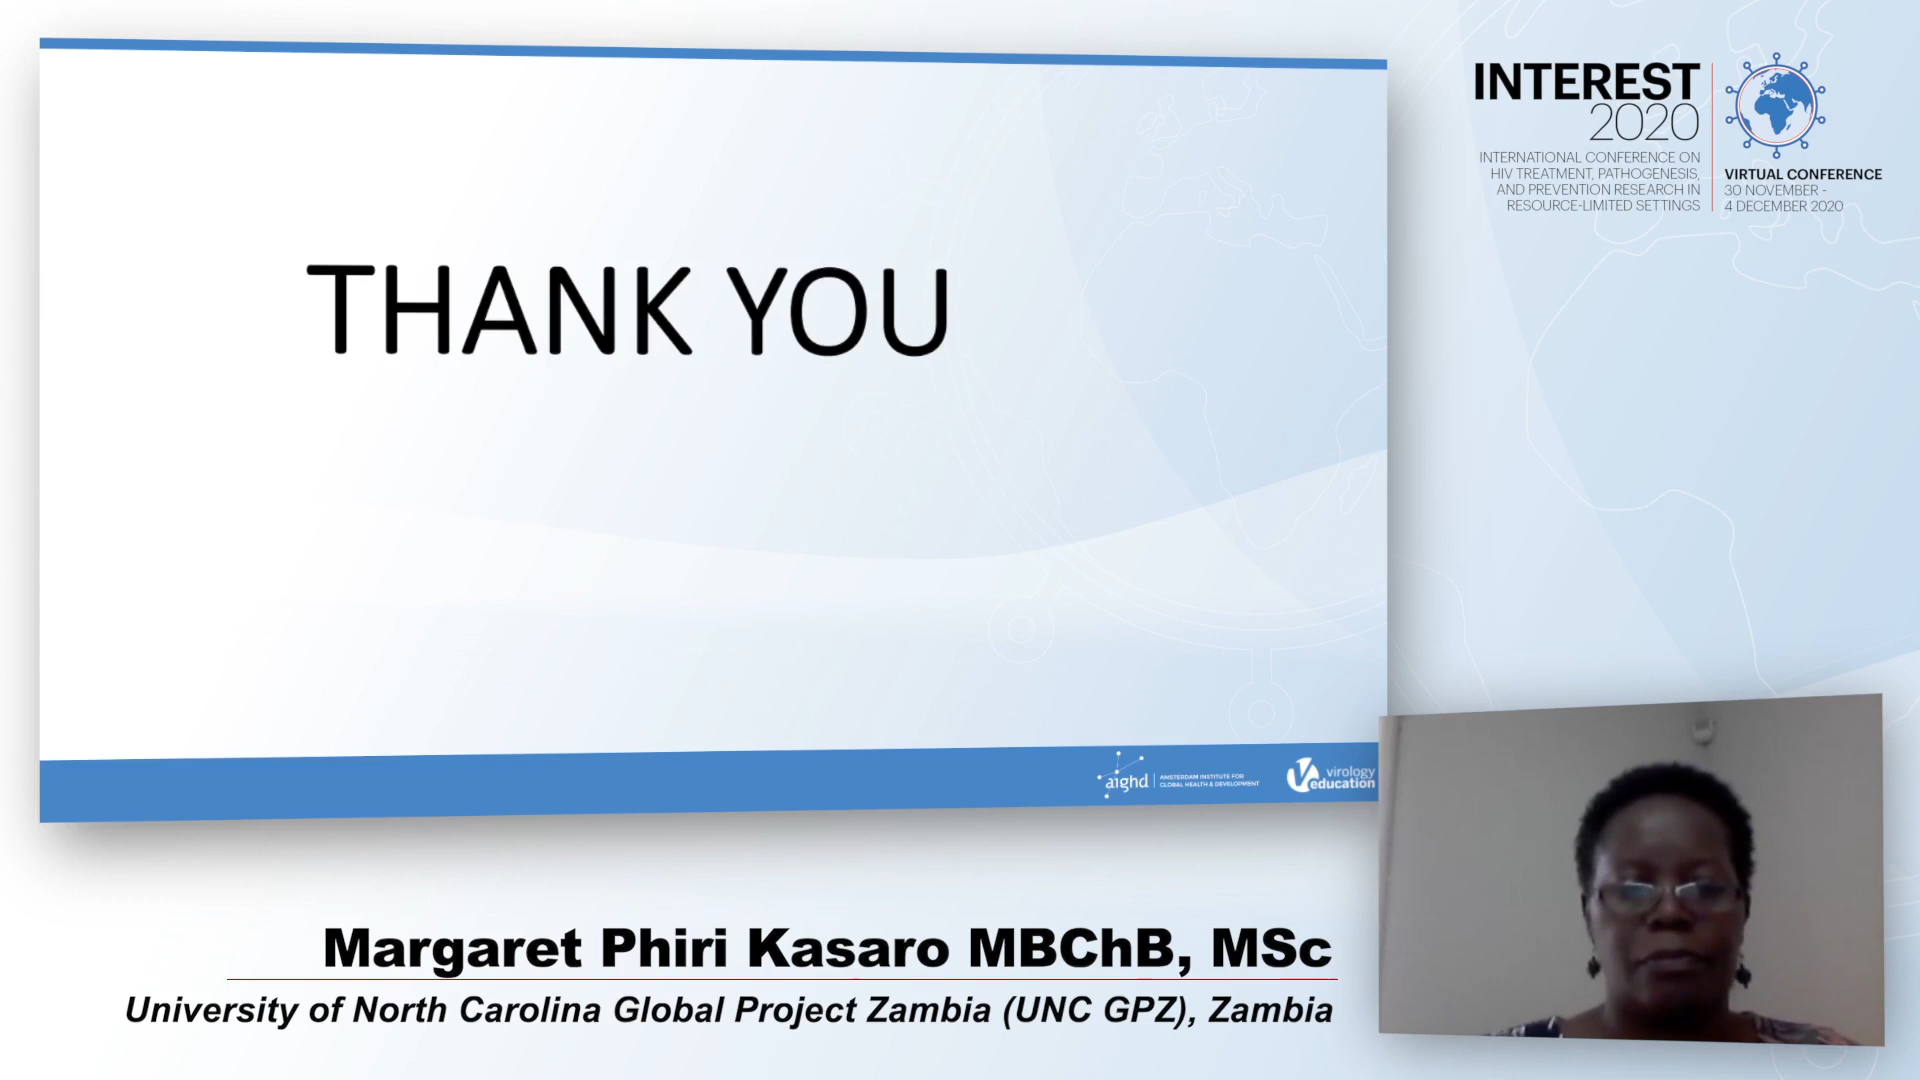 THANK YOU
INTEREST
2020
INTERNATIONAL CONFERENCE ON
HIV TREATMENT, PATHOGENESIS,
AND PREVENTION RESEARCH IN
RESOURCE-LIMITED SETTINGS
VIRTUAL CONFERENCE
30 NOVEMBER -
4 DECEMBER 2020
aighd
AMSTERDAM INSTITUTE FOR
GLOBAL HEALTH & DEVELOPMENT
virology
education
Margaret Phiri Kasaro MBChB, MSc
University of North Carolina Global Project Zambia (UNC GPZ), Zambia